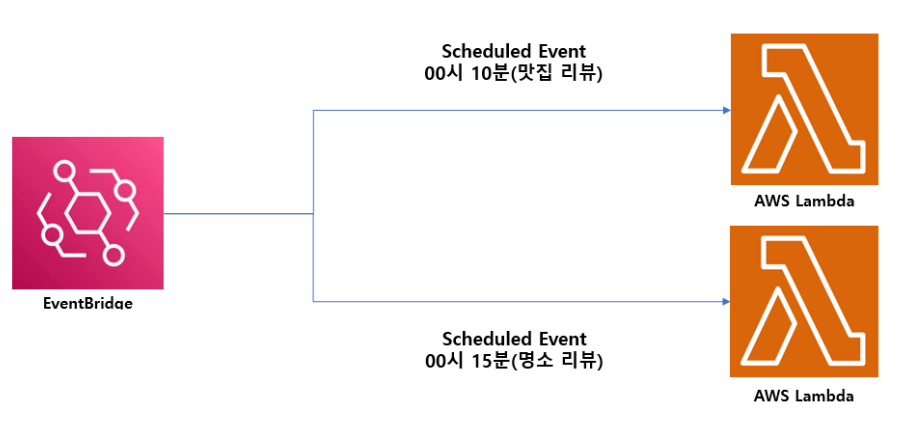 Scheduled Event
00시 10분(맛집 리뷰)
AWS Lambda
EventBridge
Scheduled Event
00시 15분(명소 리뷰)
AWS Lambda